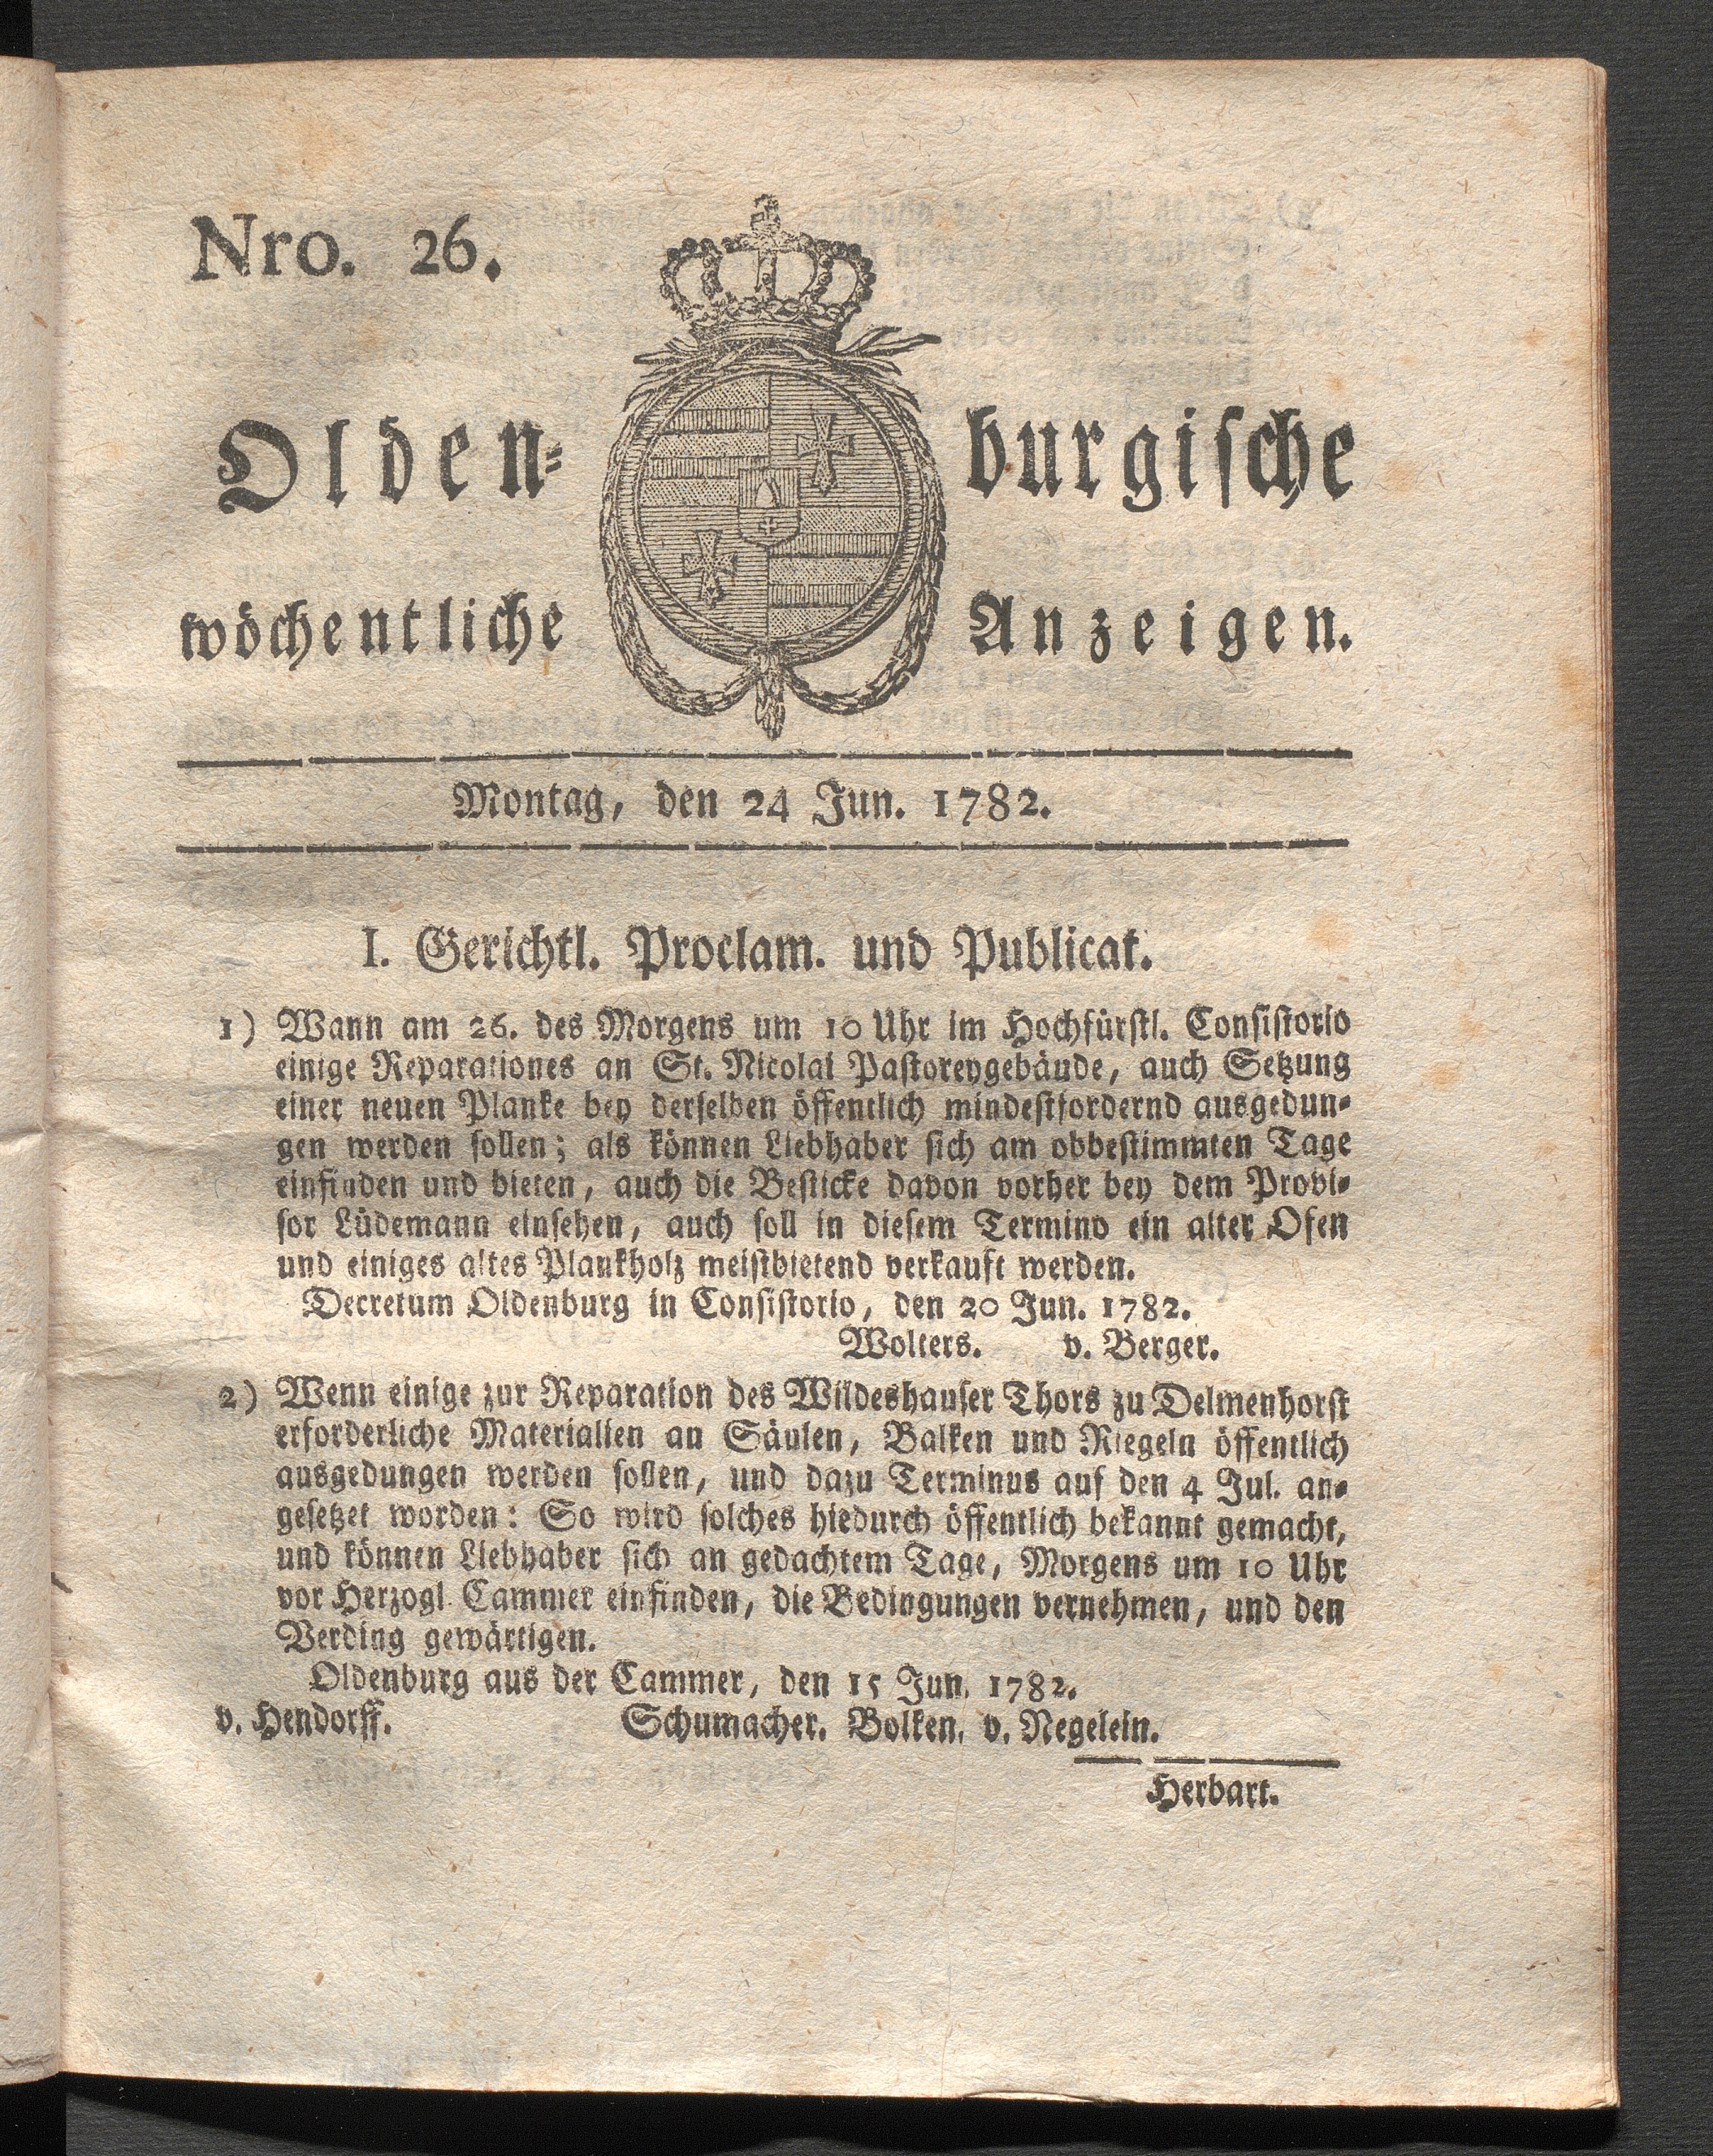 Nro. 26.
Olden- burgische
wöchentliche Anzeigen.
Montag, den 24 Jun. 1782.
I. Gerichtl. Proclam. und Publicat.
1) Wann am 26. des Morgens um 10 Uhr im Hochfürstl. Consistorio
einige Reparationes an St. Nicolai Pastoreygebäude, auch Setzung
einer neuen Planke bey derselben öffentlich mindestfordernd ausgedun-
gen werden sollen; als können Liebhaber sich am obbestimmten Tage
einfinden und bieten, auch die Besticke davon vorher bey dem Provi-
sor Lüdemann einsehen, auch soll in diesem Termino ein alter Ofen
und einiges altes Plankholz meistbietend verkauft werden.
Decretum Oldenburg in Consistorio, den 20 Jun. 1782.
Wolters. v. Berger.
2) Wenn einige zur Reparation des Wildeshauser Thors zu Delmenhorst
erforderliche Materialien an Säulen, Balken und Riegeln öffentlich
ausgedungen werden sollen, und dazu Terminus auf den 4 Jul. an-
gesetzet worden: So wird solches hiedurch öffentlich bekannt gemacht,
und können Liebhaber sich an gedachtem Tage, Morgens um 10 Uhr
vor Herzogl. Cammer einfinden, die Bedingungen vernehmen, und den
Verding gewärtigen.
Oldenburg aus der Cammer, den 15 Jun. 1782.
v. Hendorff. Schumacher. Bolken. v. Negelein.
Herbart.